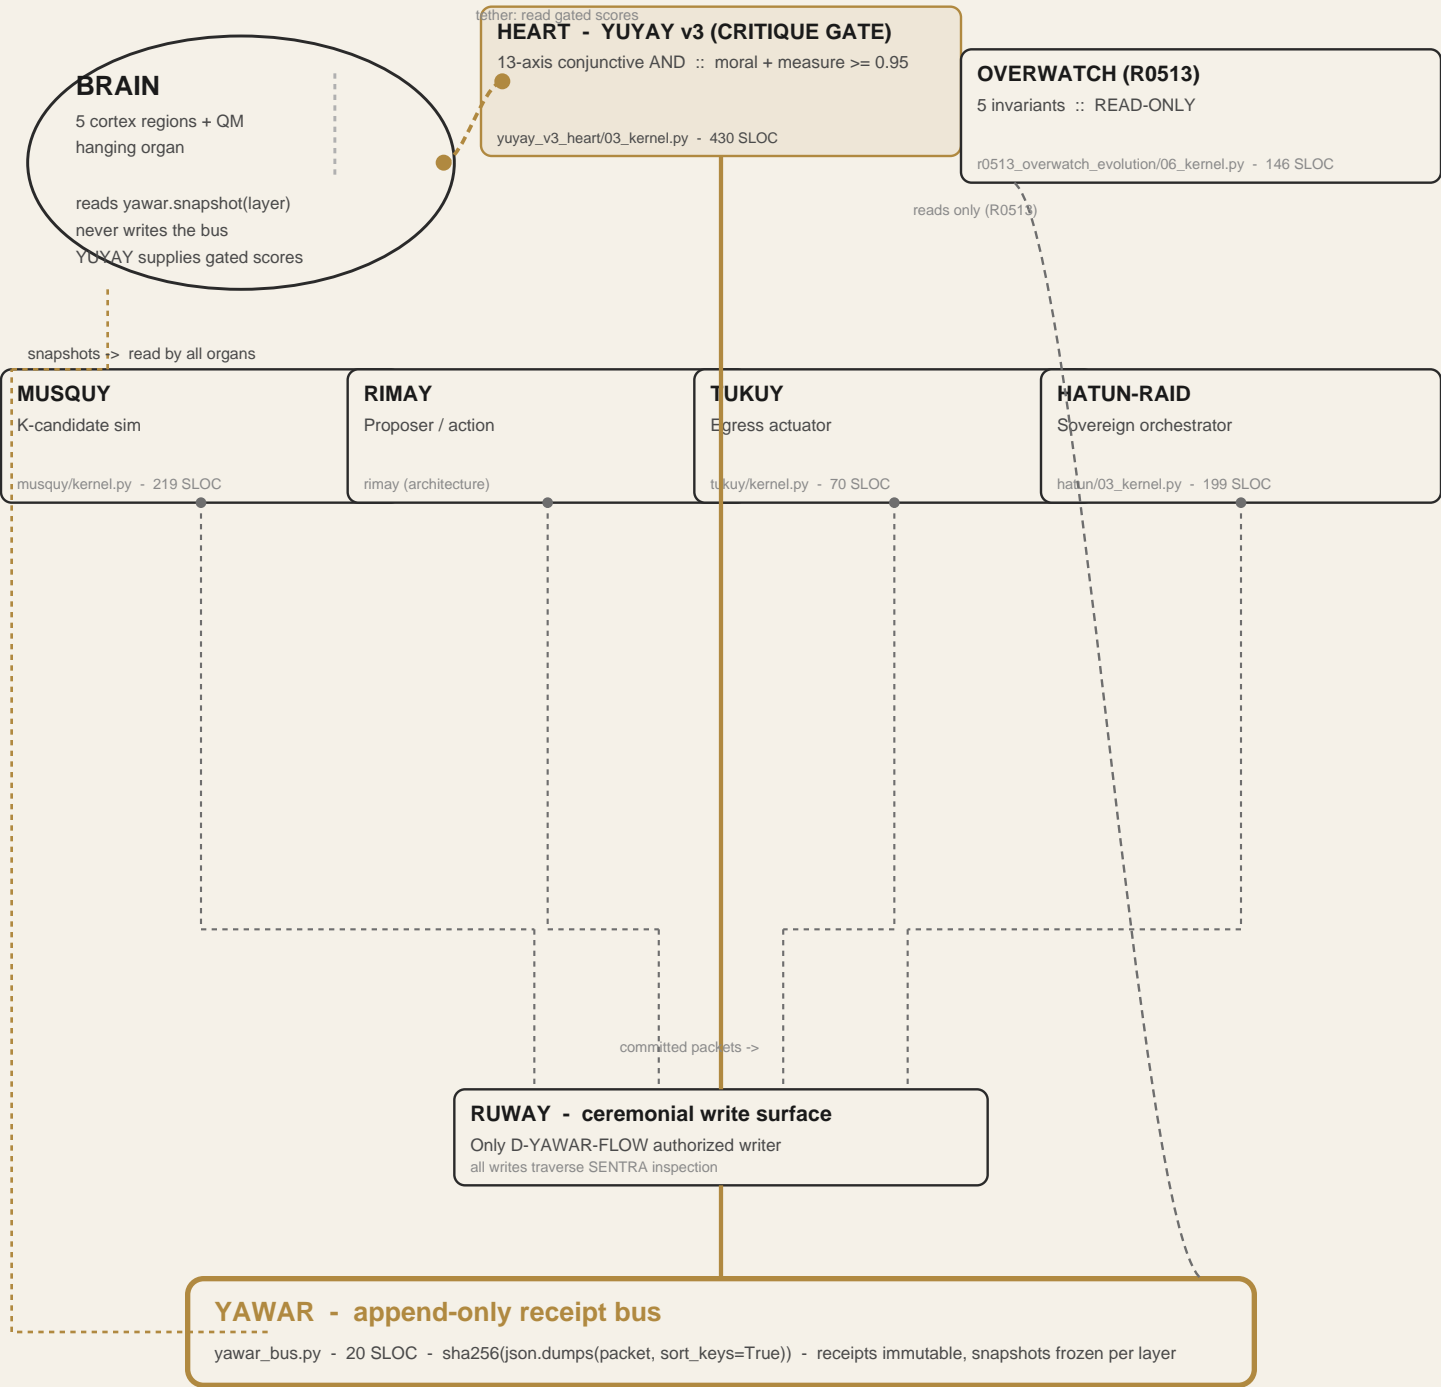 tether: read gated scores
HEART - YUYAY v3 (CRITIQUE GATE)
13-axis conjunctive AND :: moral + measure >= 0.95
yuyay_v3_heart/03_kernel.py - 430 SLOC
OVERWATCH (R0513)
5 invariants :: READ-ONLY
r0513_overwatch_evolution/06_kernel.py - 146 SLOC
reads only (R0513)
BRAIN
5 cortex regions + QM
hanging organ
reads yawar.snapshot(layer)
never writes the bus
YUYAY supplies gated scores
snapshots -> read by all organs
MUSQUY
K-candidate sim
musquy/kernel.py - 219 SLOC
RIMAY
Proposer / action
rimay (architecture)
TUKUY
Egress actuator
tukuy/kernel.py - 70 SLOC
HATUN-RAID
Sovereign orchestrator
hatun/03_kernel.py - 199 SLOC
committed packets ->
RUWAY - ceremonial write surface
Only D-YAWAR-FLOW authorized writer
all writes traverse SENTRA inspection
YAWAR - append-only receipt bus
yawar_bus.py - 20 SLOC - sha256(json.dumps(packet, sort_keys=True)) - receipts immutable, snapshots frozen per layer